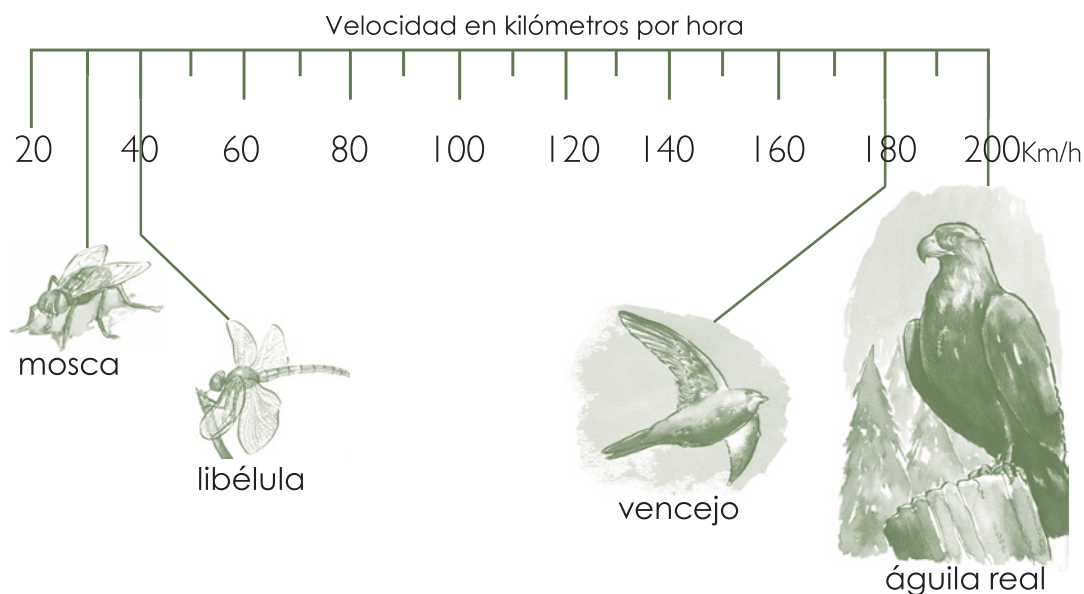 Velocidad en kilómetros por hora
20 40 60 80 100 120 140 160 180 200Km/h
mosca
libélula
vencejo
águila real